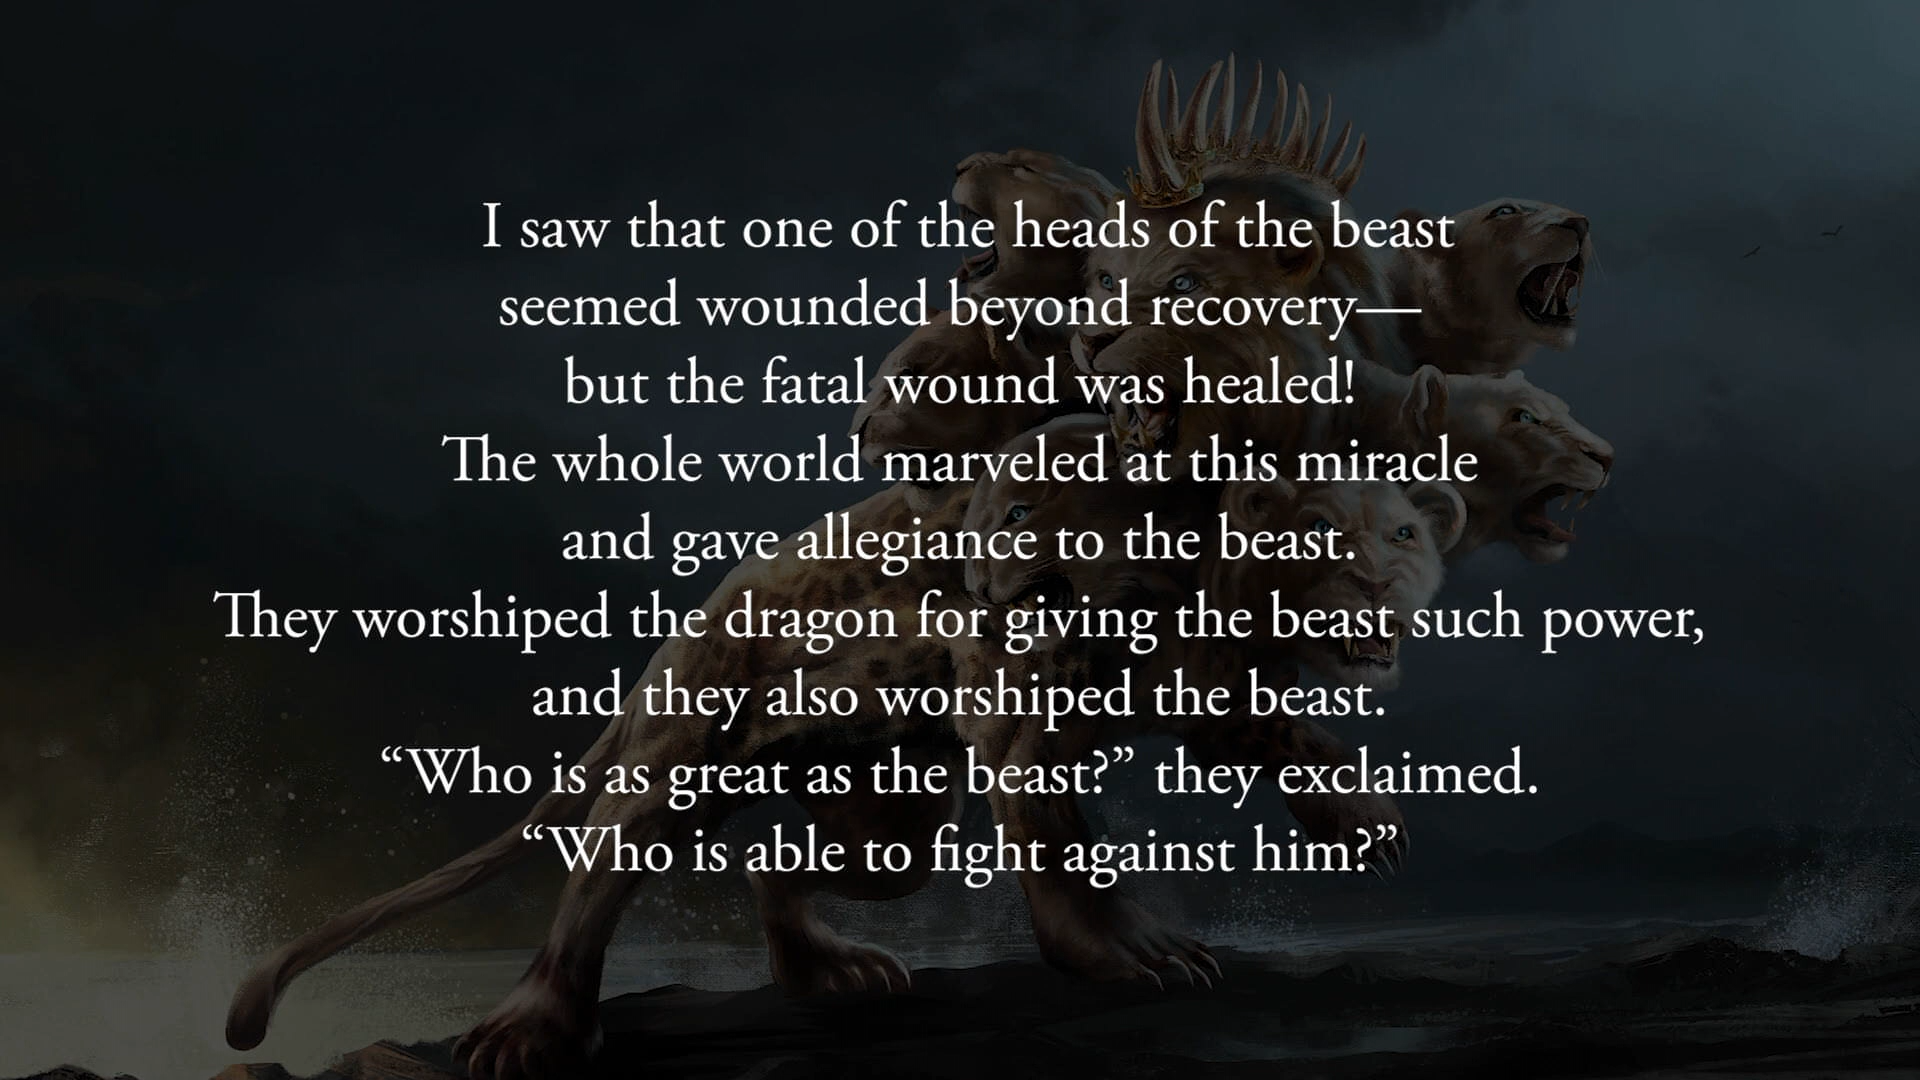 I saw that one of the heads of the beast
seemed wounded beyond recovery—
but the fatal wound was healed!
The whole world marveled at this miracle
and gave allegiance to the beast.
They worshiped the dragon for giving the beast such power,
and they also worshiped the beast.
“Who is as great as the beast?” they exclaimed.
“Who is able to fight against him?”